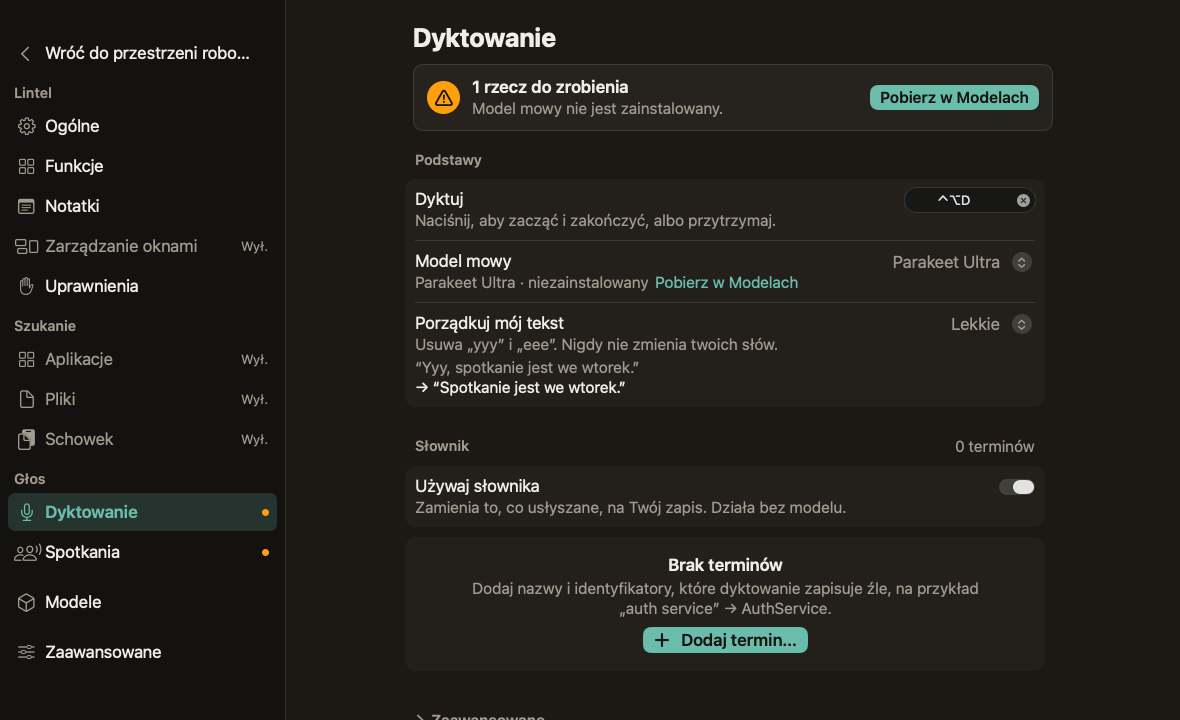 Wróć do przestrzeni robo...
Lintel
Ogólne
Funkcje
Notatki
Zarządzanie oknami Wył.
Uprawnienia
Szukanie
Aplikacje Wył.
Pliki Wył.
Schowek Wył.
Głos
Dyktowanie
Spotkania
Modele
Zaawansowane
Dyktowanie
1 rzecz do zrobienia
Model mowy nie jest zainstalowany.
Pobierz w Modelach
Podstawy
Dyktuj
Naciśnij, aby zacząć i zakończyć, albo przytrzymaj.
^⌥D
Model mowy
Parakeet Ultra · niezainstalowany Pobierz w Modelach
Parakeet Ultra
Porządkuj mój tekst
Usuwa „yyy” i „eee”. Nigdy nie zmienia twoich słów.
“Yyy, spotkanie jest we wtorek.”
→ “Spotkanie jest we wtorek.”
Lekkie
Słownik
0 terminów
Używaj słownika
Zamienia to, co usłyszane, na Twój zapis. Działa bez modelu.
Brak terminów
Dodaj nazwy i identyfikatory, które dyktowanie zapisuje źle, na przykład
„auth service” → AuthService.
+ Dodaj termin...
Zaawansowane